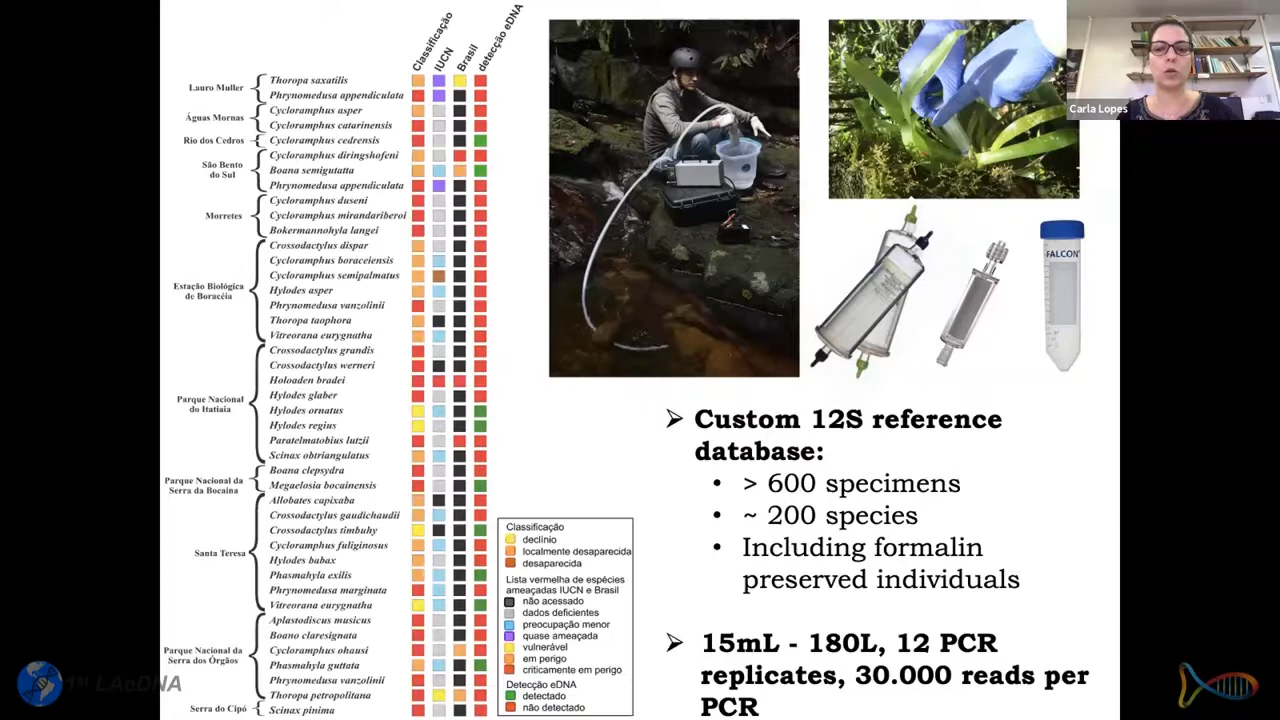 Classificação
IUCN
Brasil
detecção eDNA
Lauro Muller
Thoropa saxatilis
Phrynomedusa appendiculata
Águas Mornas
Cycloramphus asper
Cycloramphus catarinensis
Rio dos Cedros
Cycloramphus cedrensis
São Bento
do Sul
Cycloramphus diringshofeni
Boana semigutatta
Phrynomedusa appendiculata
Morretes
Cycloramphus duseni
Cycloramphus mirandariberoi
Bokermannohyla langei
Estação Biológica
de Boracéia
Crossodactylus dispar
Cycloramphus boraceiensis
Cycloramphus semipalmatus
Hylodes asper
Phrynomedusa vanzolinii
Thoropa taophora
Vitreorana eurygnatha
Parque Nacional
do Itatiaia
Crossodactylus grandis
Crossodactylus werneri
Holoaden bradei
Hylodes glaber
Hylodes ornatus
Hylodes regius
Paratelmatobius lutzii
Scinax obtriangulatus
Parque Nacional da
Serra da Bocaina
Boana clepsydra
Megaelosia bocainensis
Santa Teresa
Allobates capixaba
Crossodactylus gaudichaudii
Crossodactylus timbuhy
Cycloramphus fuliginosus
Hylodes babax
Phasmahyla exilis
Phrynomedusa marginata
Vitreorana eurygnatha
Parque Nacional da
Serra dos Órgãos
Aplastodiscus musicus
Boano claresignata
Cycloramphus ohausi
Phasmahyla guttata
Phrynomedusa vanzolinii
Thoropa petropolitana
Serra do Cipó
Scinax pinima
Classificação
declínio
localmente desaparecida
desaparecida
Lista vermelha de espécies
ameaçadas IUCN e Brasil
não acessado
dados deficientes
preocupação menor
quase ameaçada
vulnerável
em perigo
criticamente em perigo
Detecção eDNA
detectado
não detectado
FALCON
Carla Lopes
➢ Custom 12S reference
database:
• > 600 specimens
• ~ 200 species
• Including formalin
preserved individuals
➢ 15mL - 180L, 12 PCR
replicates, 30.000 reads per
PCR
1st LAeDNA